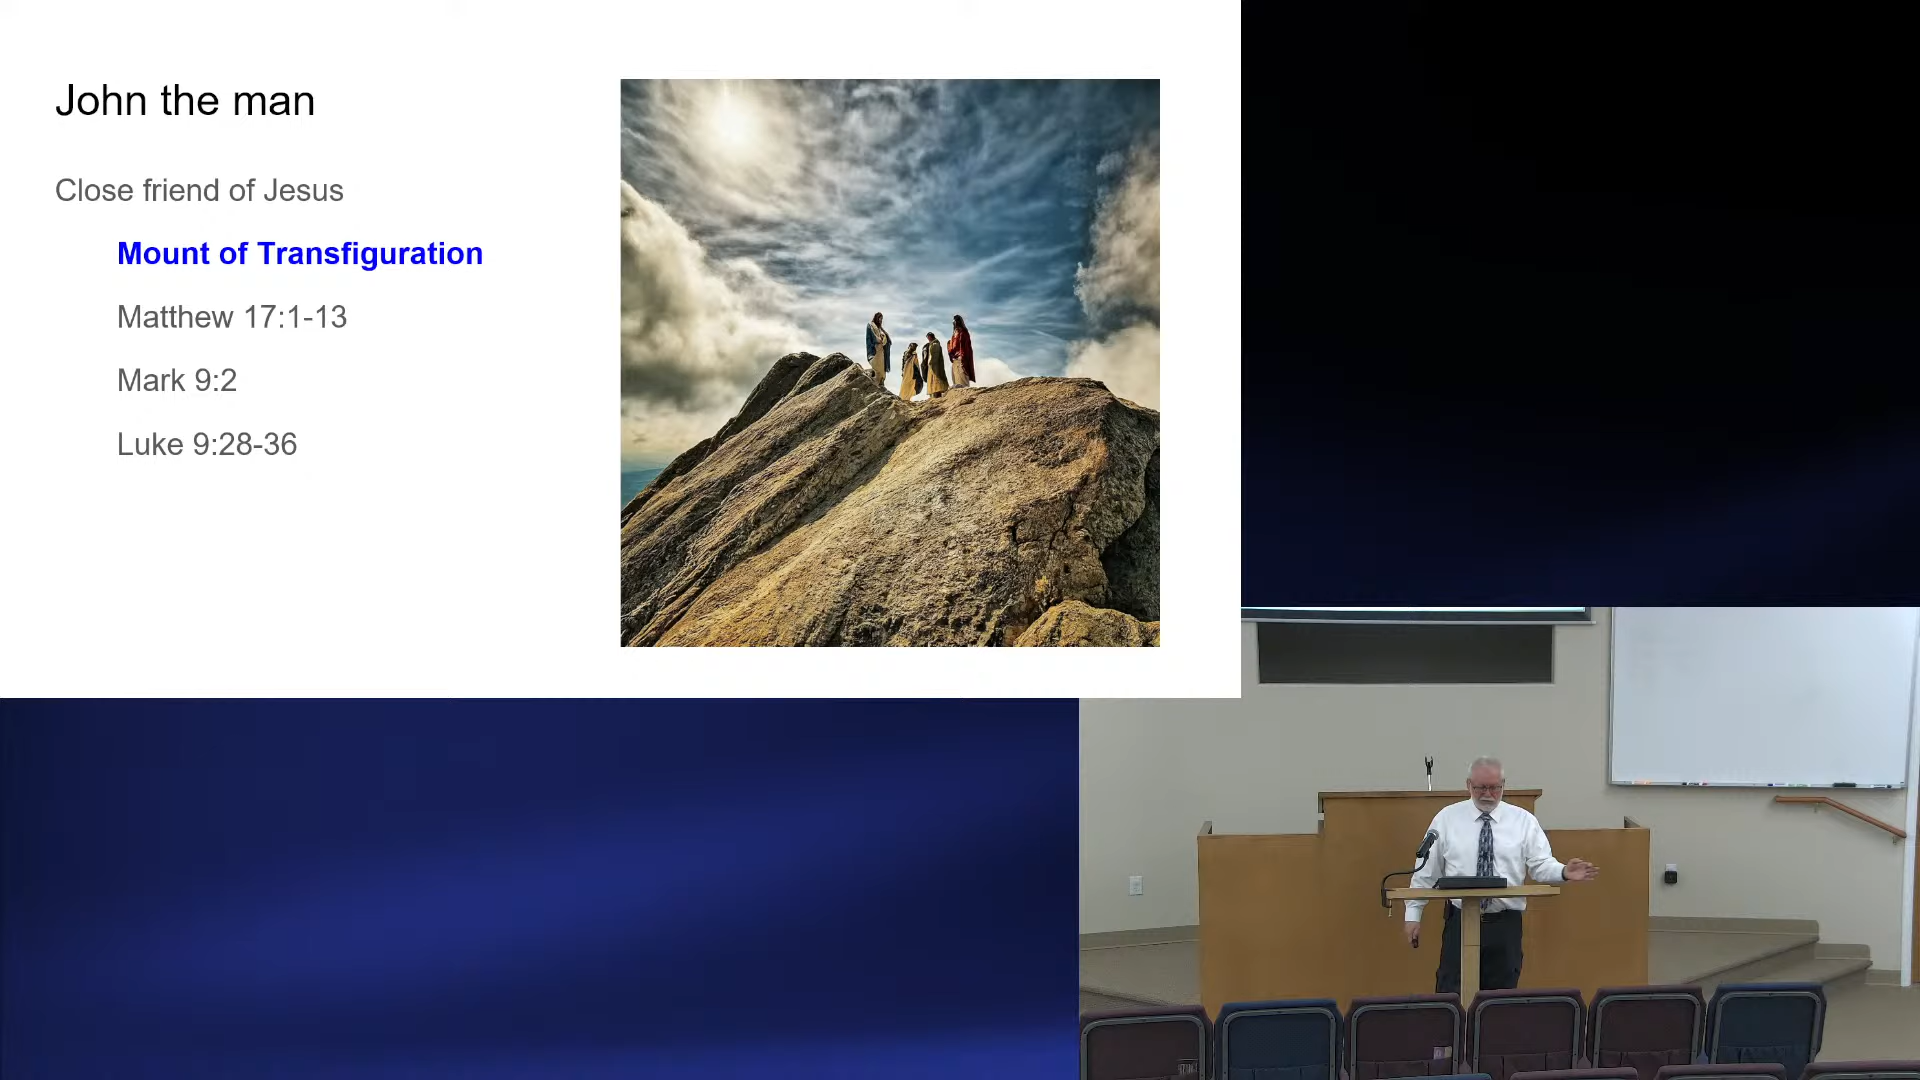 John the man
Close friend of Jesus
Mount of Transfiguration
Matthew 17:1-13
Mark 9:2
Luke 9:28-36